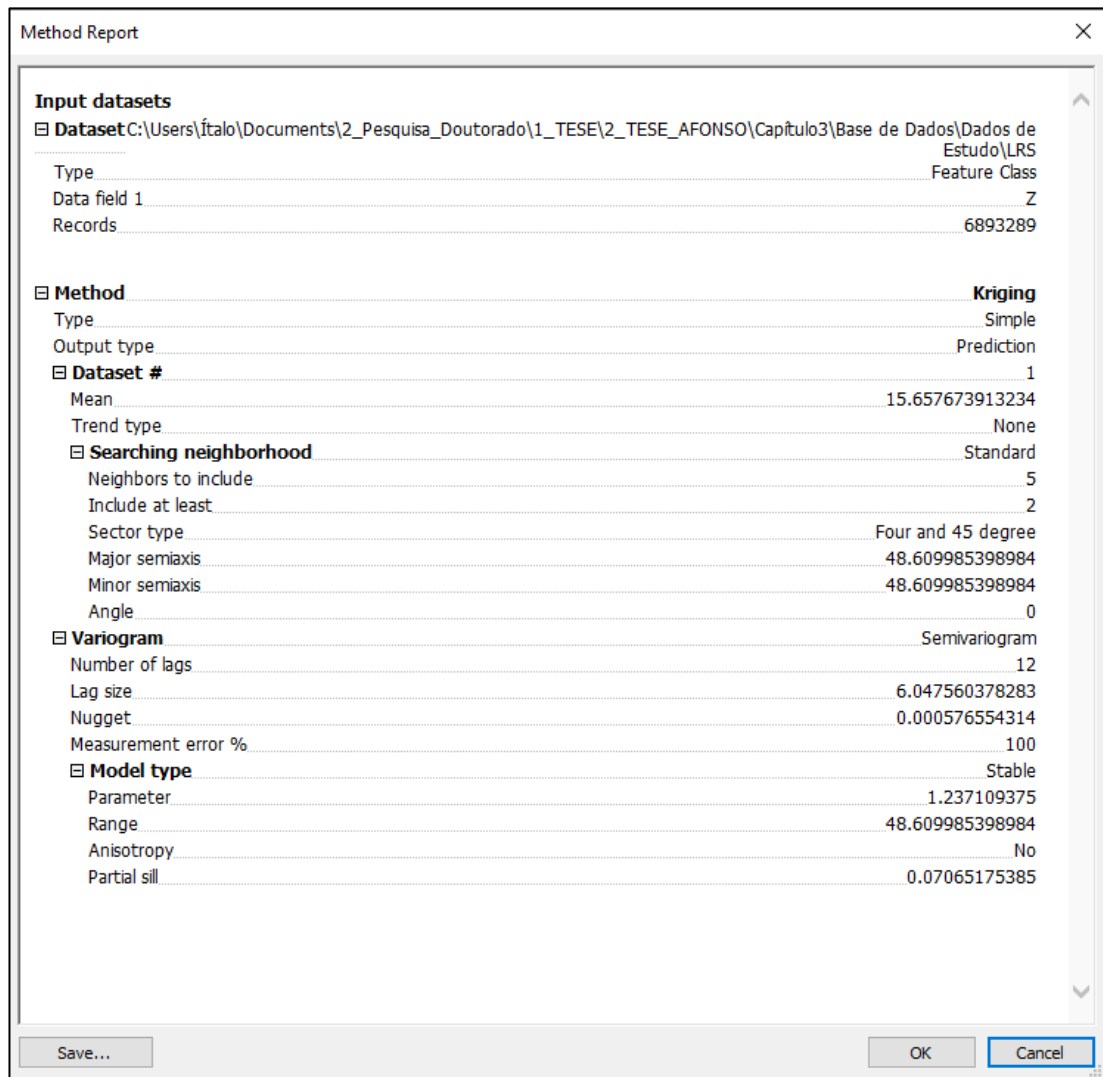 Method Report
Input datasets
Dataset C:\Users\Ítalo\Documents\2_Pesquisa_Doutorado\1_TESE\2_TESE_AFONSO\Capítulo3\Base de Dados\Dados de
Estudo\LRS
Type Feature Class
Data field 1 Z
Records 6893289
Method Kriging
Type Simple
Output type Prediction
Dataset # 1
Mean 15.657673913234
Trend type None
Searching neighborhood Standard
Neighbors to include 5
Include at least 2
Sector type Four and 45 degree
Major semiaxis 48.609985398984
Minor semiaxis 48.609985398984
Angle 0
Variogram Semivariogram
Number of lags 12
Lag size 6.047560378283
Nugget 0.000576554314
Measurement error % 100
Model type Stable
Parameter 1.237109375
Range 48.609985398984
Anisotropy No
Partial sill 0.07065175385
Save... OK Cancel